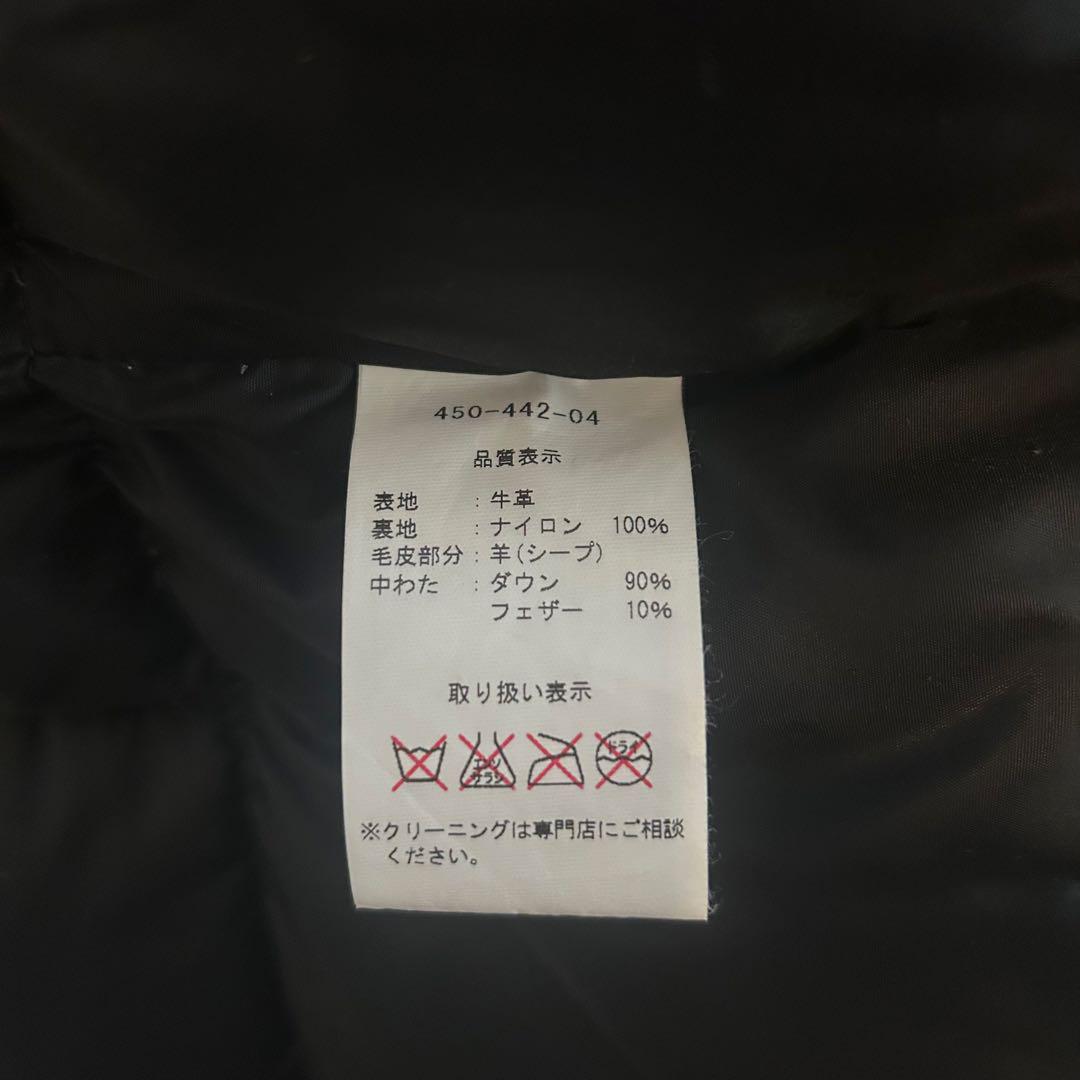 450-442-04
品質表示
表地 : 牛革
裏地 : ナイロン 100%
毛皮部分 : 羊(シープ)
中わた : ダウン 90%
フェザー 10%
取り扱い表示
エンソ サラシ ドライ
※クリーニングは専門店にご相談
ください。